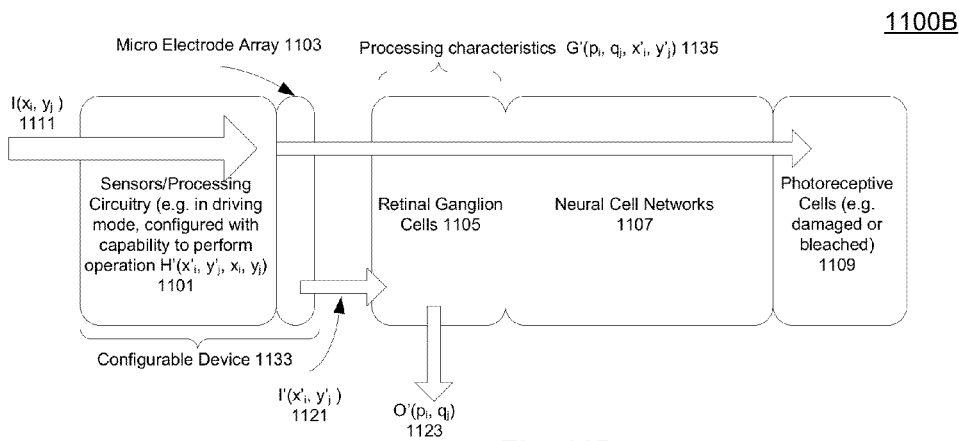 1100B
Micro Electrode Array 1103
Processing characteristics G'(pᵢ, qⱼ, x'ᵢ, y'ⱼ) 1135
I(xᵢ, yⱼ )
1111
Sensors/Processing
Circuitry (e.g. in driving
mode, configured with
capability to perform
operation H'(x'ᵢ, y'ⱼ, xᵢ, yⱼ)
1101
Retinal Ganglion
Cells 1105
Neural Cell Networks
1107
Photoreceptive
Cells (e.g.
damaged or
bleached)
1109
Configurable Device 1133
I'(x'ᵢ, y'ⱼ )
1121
O'(pᵢ, qⱼ)
1123